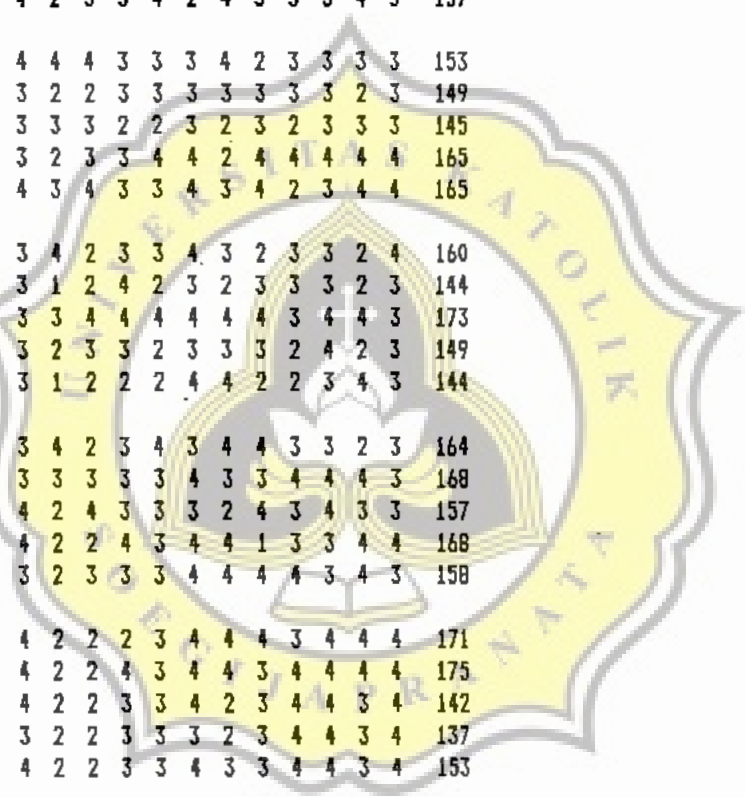 4 4 4 3 3 3 4 2 3 3 3 3 153
3 2 2 3 3 3 3 3 3 3 2 3 149
3 3 3 2 2 3 2 3 2 3 3 3 145
3 2 3 3 4 4 2 4 4 4 4 4 165
4 3 4 3 3 4 3 4 2 3 4 4 165
3 4 2 3 3 4 3 2 3 3 2 4 160
3 1 2 4 2 3 2 3 3 3 2 3 144
3 3 4 4 4 4 4 4 3 4 4 3 173
3 2 3 3 2 3 3 3 2 4 2 3 149
3 1 2 2 2 4 4 2 2 3 4 3 144
3 4 2 3 4 3 4 4 3 3 2 3 164
3 3 3 3 3 4 3 3 4 4 4 3 168
4 2 4 3 3 3 2 4 3 4 3 3 157
4 2 2 4 3 4 4 1 3 3 4 4 168
3 2 3 3 3 4 4 4 4 3 4 3 158
4 2 2 2 3 4 4 4 3 4 4 4 171
4 2 2 4 3 4 4 3 4 4 4 4 175
4 2 2 3 3 4 2 3 4 4 3 4 142
3 2 2 3 3 3 2 3 4 4 3 4 137
4 2 2 3 3 4 3 3 4 4 3 4 153
UNIVERSITAS KATOLIK
SOEGIJAPRANATA